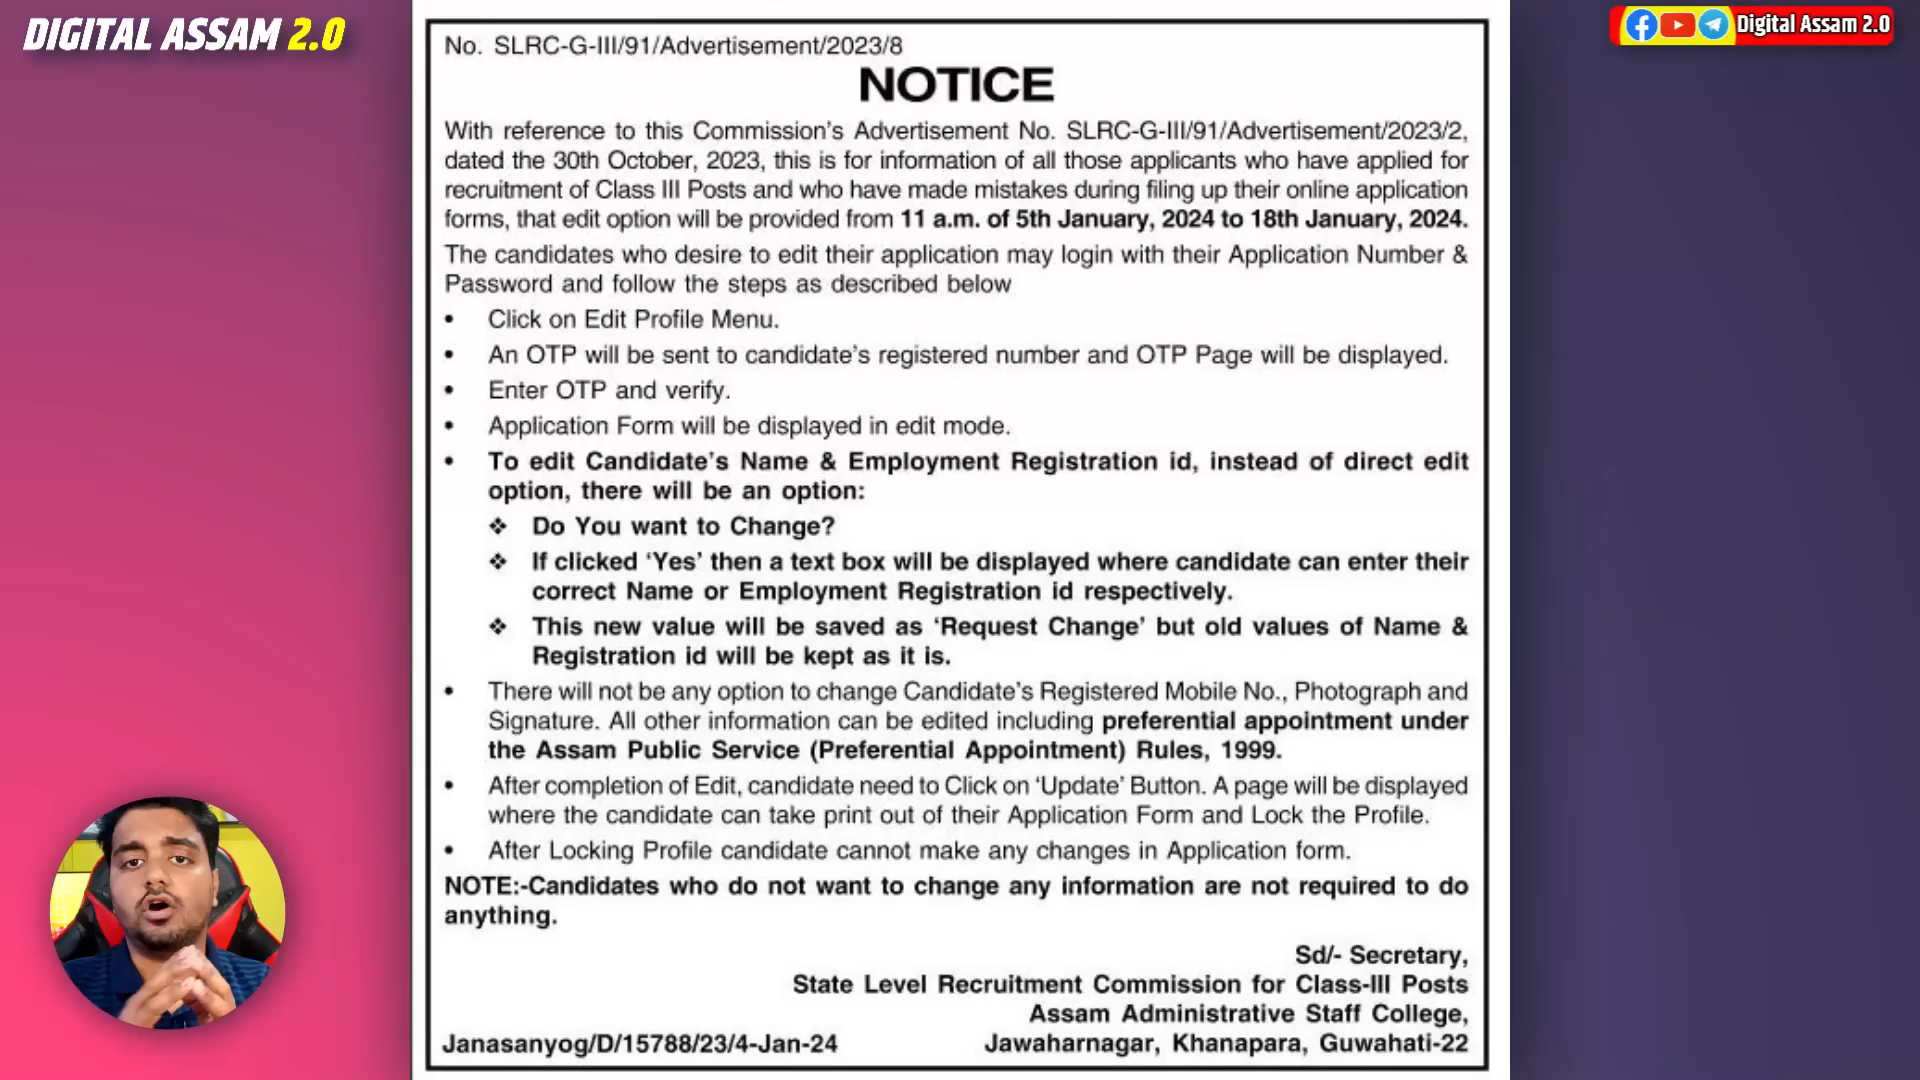 DIGITAL ASSAM 2.0
Digital Assam 2.0
No. SLRC-G-III/91/Advertisement/2023/8
NOTICE
With reference to this Commission's Advertisement No. SLRC-G-III/91/Advertisement/2023/2,
dated the 30th October, 2023, this is for information of all those applicants who have applied for
recruitment of Class III Posts and who have made mistakes during filing up their online application
forms, that edit option will be provided from 11 a.m. of 5th January, 2024 to 18th January, 2024.
The candidates who desire to edit their application may login with their Application Number &
Password and follow the steps as described below
• Click on Edit Profile Menu.
• An OTP will be sent to candidate's registered number and OTP Page will be displayed.
• Enter OTP and verify.
• Application Form will be displayed in edit mode.
• To edit Candidate's Name & Employment Registration id, instead of direct edit
option, there will be an option:
❖ Do You want to Change?
❖ If clicked 'Yes' then a text box will be displayed where candidate can enter their
correct Name or Employment Registration id respectively.
❖ This new value will be saved as 'Request Change' but old values of Name &
Registration id will be kept as it is.
• There will not be any option to change Candidate's Registered Mobile No., Photograph and
Signature. All other information can be edited including preferential appointment under
the Assam Public Service (Preferential Appointment) Rules, 1999.
• After completion of Edit, candidate need to Click on 'Update' Button. A page will be displayed
where the candidate can take print out of their Application Form and Lock the Profile.
• After Locking Profile candidate cannot make any changes in Application form.
NOTE:-Candidates who do not want to change any information are not required to do
anything.
Sd/- Secretary,
State Level Recruitment Commission for Class-III Posts
Assam Administrative Staff College,
Janasanyog/D/15788/23/4-Jan-24 Jawaharnagar, Khanapara, Guwahati-22